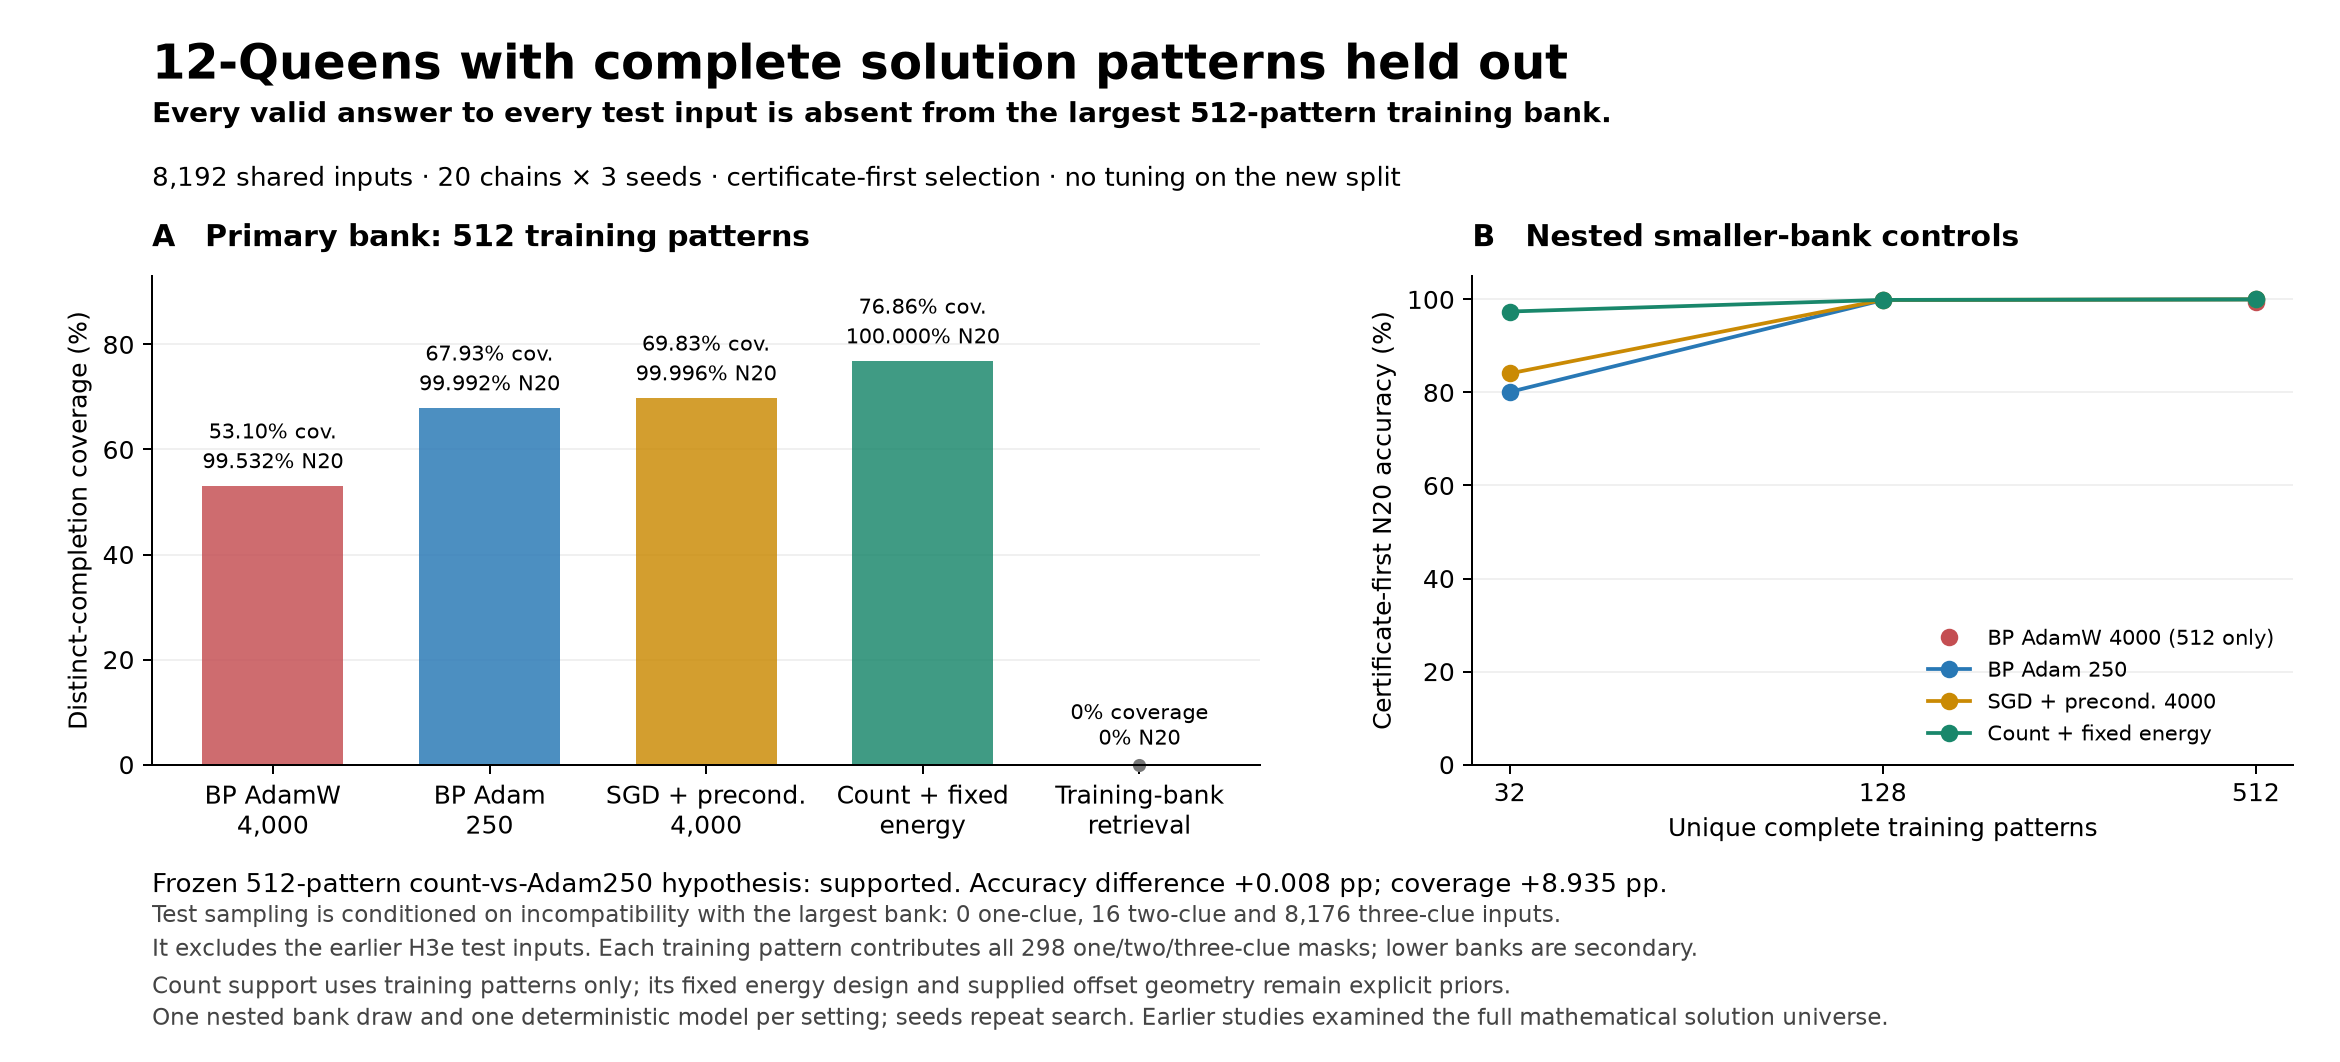 12-Queens with complete solution patterns held out
Every valid answer to every test input is absent from the largest 512-pattern training bank.
8,192 shared inputs · 20 chains × 3 seeds · certificate-first selection · no tuning on the new split
A Primary bank: 512 training patterns
Distinct-completion coverage (%)
80
60
40
20
0
53.10% cov.
99.532% N20
67.93% cov.
99.992% N20
69.83% cov.
99.996% N20
76.86% cov.
100.000% N20
0% coverage
0% N20
BP AdamW
4,000
BP Adam
250
SGD + precond.
4,000
Count + fixed
energy
Training-bank
retrieval
B Nested smaller-bank controls
Certificate-first N20 accuracy (%)
100
80
60
40
20
0
BP AdamW 4000 (512 only)
BP Adam 250
SGD + precond. 4000
Count + fixed energy
32
128
512
Unique complete training patterns
Frozen 512-pattern count-vs-Adam250 hypothesis: supported. Accuracy difference +0.008 pp; coverage +8.935 pp.
Test sampling is conditioned on incompatibility with the largest bank: 0 one-clue, 16 two-clue and 8,176 three-clue inputs.
It excludes the earlier H3e test inputs. Each training pattern contributes all 298 one/two/three-clue masks; lower banks are secondary.
Count support uses training patterns only; its fixed energy design and supplied offset geometry remain explicit priors.
One nested bank draw and one deterministic model per setting; seeds repeat search. Earlier studies examined the full mathematical solution universe.